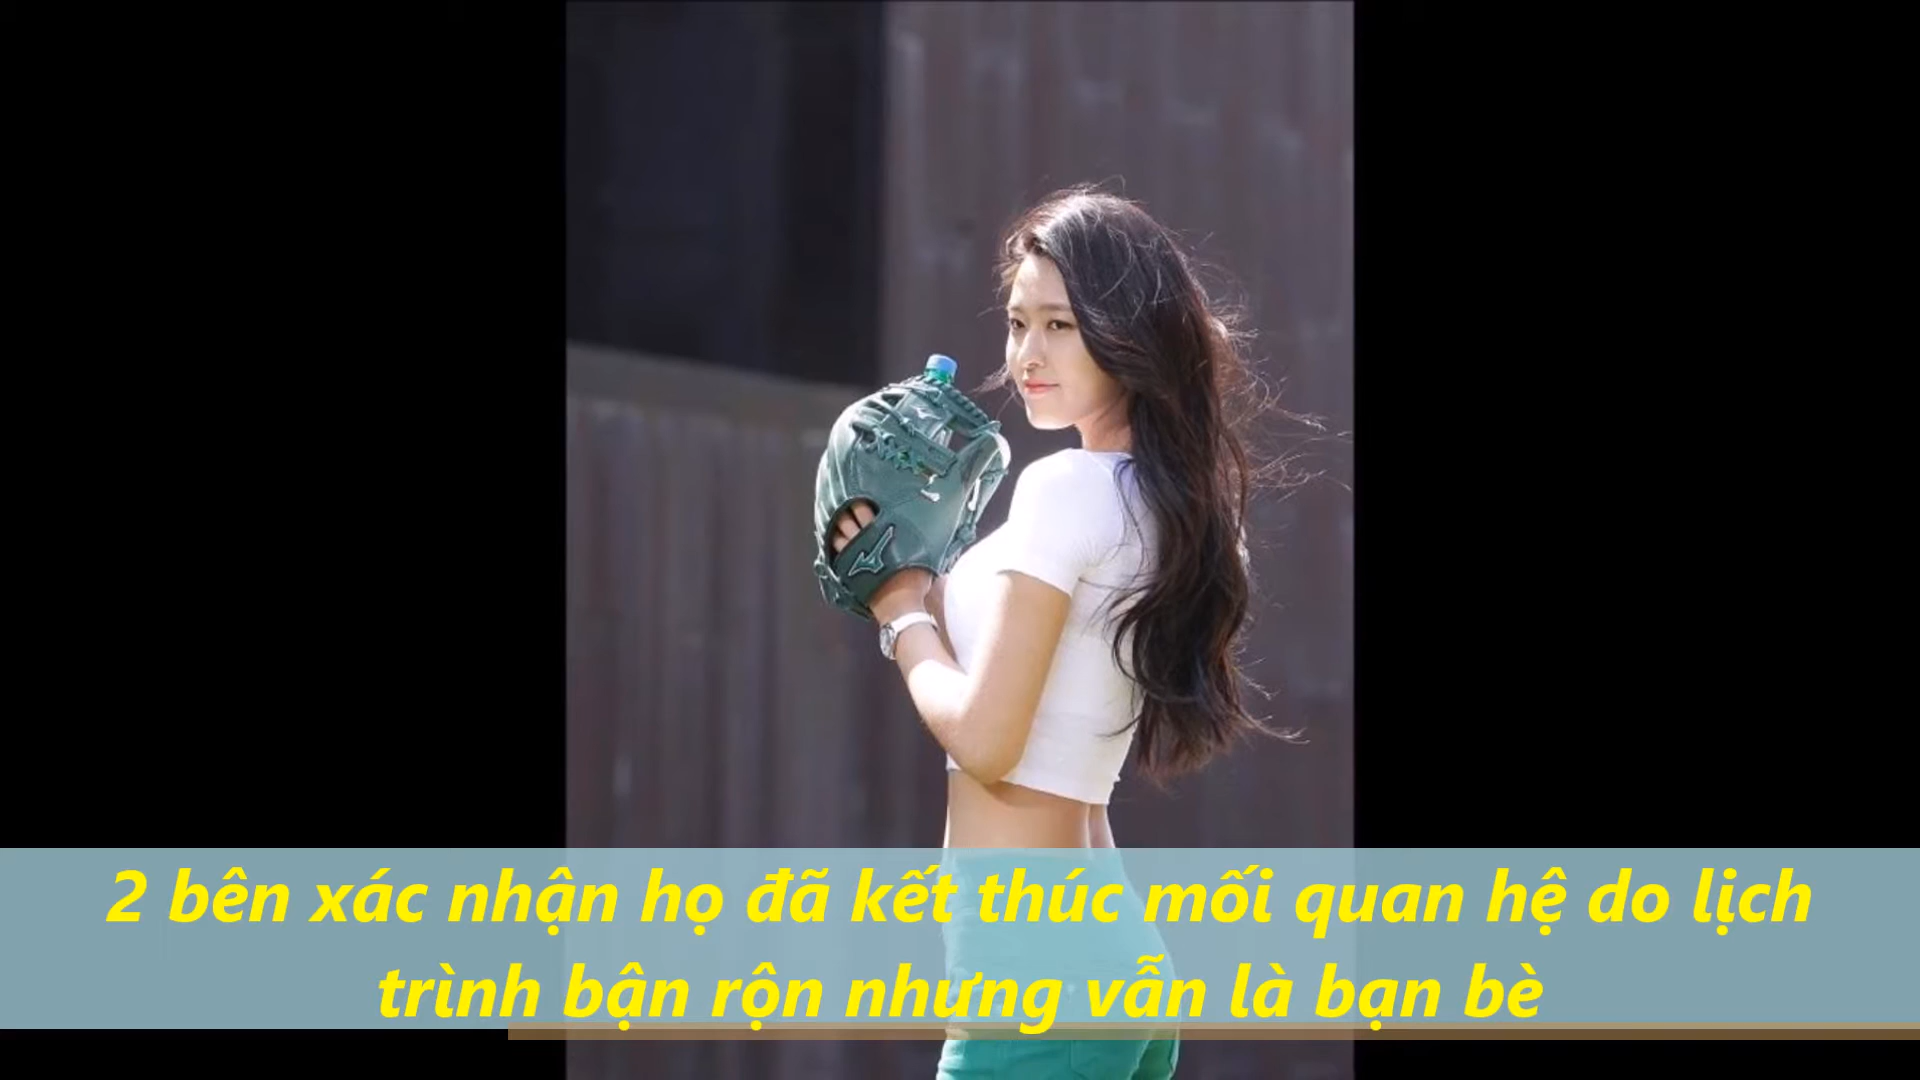 2 bên xác nhận họ đã kết thúc mối quan hệ do lịch
trình bận rộn nhưng vẫn là bạn bè